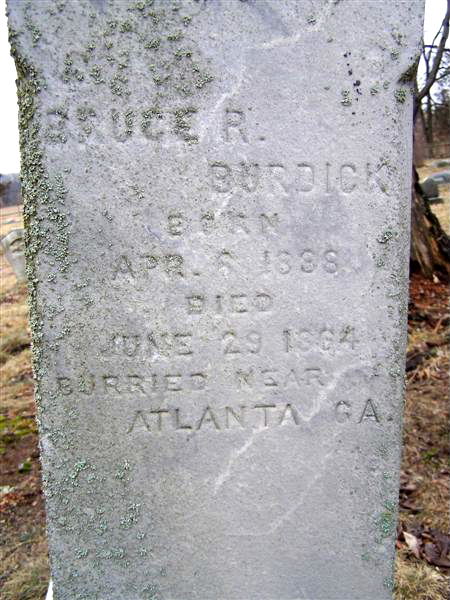 BRUCE R.
BURDICK
BORN
APR. 1838
DIED
JUNE 29 1864
BURRIED NEAR
ATLANTA GA.